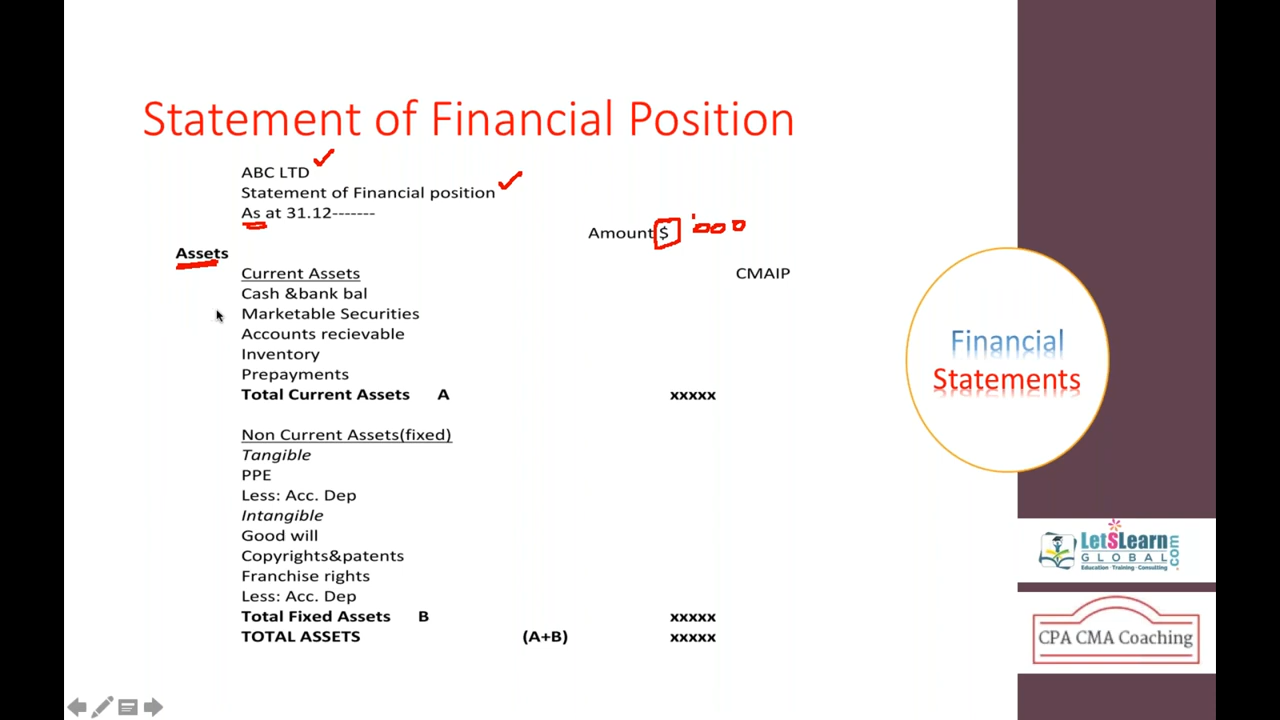 Statement of Financial Position
ABC LTD
Statement of Financial position
As at 31.12-------
Amount $ '000
Assets
Current Assets CMAIP
Cash &bank bal
Marketable Securities
Accounts recievable
Inventory
Prepayments
Total Current Assets A xxxxx
Non Current Assets(fixed)
Tangible
PPE
Less: Acc. Dep
Intangible
Good will
Copyrights&patents
Franchise rights
Less: Acc. Dep
Total Fixed Assets B xxxxx
TOTAL ASSETS (A+B) xxxxx
Financial
Statements
LetSLearn
GLOBAL
.com
Education - Training - Consulting
CPA CMA Coaching